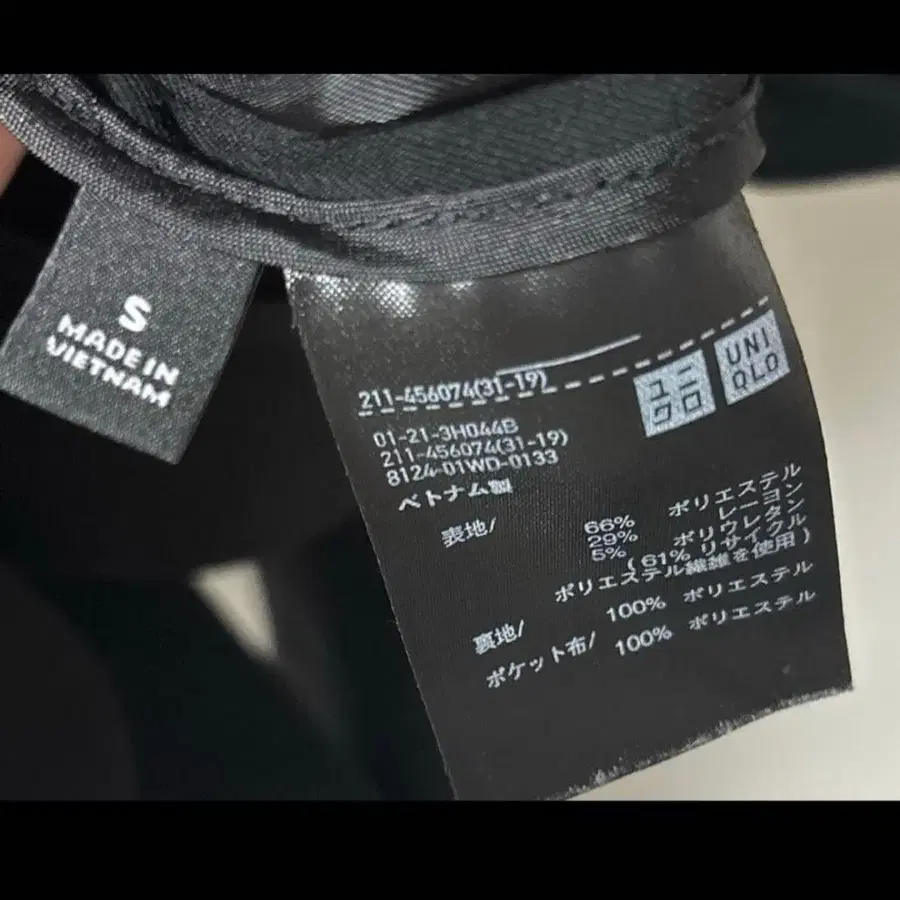 S
MADE IN
VIETNAM
211-456074(31-19)
ユニ
クロ
UNI
QLO
01-21-3H044B
211-456074(31-19)
8124-01WD-0133
ベトナム製
表地/ 66% ポリエステル
29% レーヨン
5% ポリウレタン
(61% リサイクル
ポリエステル繊維を使用)
裏地/ 100% ポリエステル
ポケット布/ 100% ポリエステル